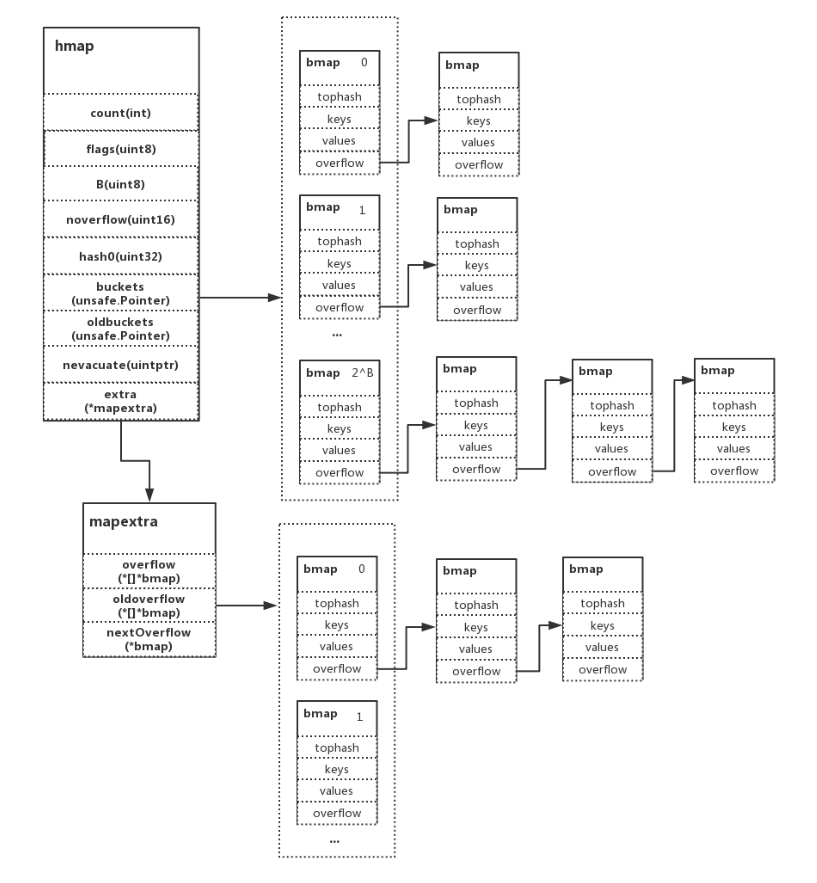 hmap
count(int)
flags(uint8)
B(uint8)
noverflow(uint16)
hash0(uint32)
buckets
(unsafe.Pointer)
oldbuckets
(unsafe.Pointer)
nevacuate(uintptr)
extra
(*mapextra)
bmap 0
tophash
keys
values
overflow
bmap
tophash
keys
values
overflow
bmap 1
tophash
keys
values
overflow
bmap
tophash
keys
values
overflow
...
bmap 2^B
tophash
keys
values
overflow
bmap
tophash
keys
values
overflow
bmap
tophash
keys
values
overflow
bmap
tophash
keys
values
overflow
mapextra
overflow
(*[]*bmap)
oldoverflow
(*[]*bmap)
nextOverflow
(*bmap)
bmap 0
tophash
keys
values
overflow
bmap
tophash
keys
values
overflow
bmap
tophash
keys
values
overflow
bmap 1
tophash
keys
values
overflow
...